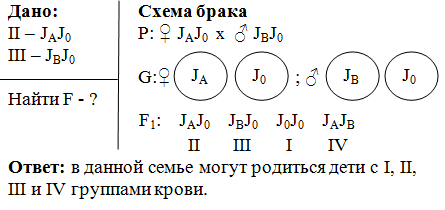 Дано:
II – JAJ0
III – JBJ0
Найти F - ?
Схема брака
P: ♀ JAJ0 x ♂ JBJ0
G:♀ JA J0 ; ♂ JB J0
F1: JAJ0 JBJ0 J0J0 JAJB
II III I IV
Ответ: в данной семье могут родиться дети с I, II,
III и IV группами крови.